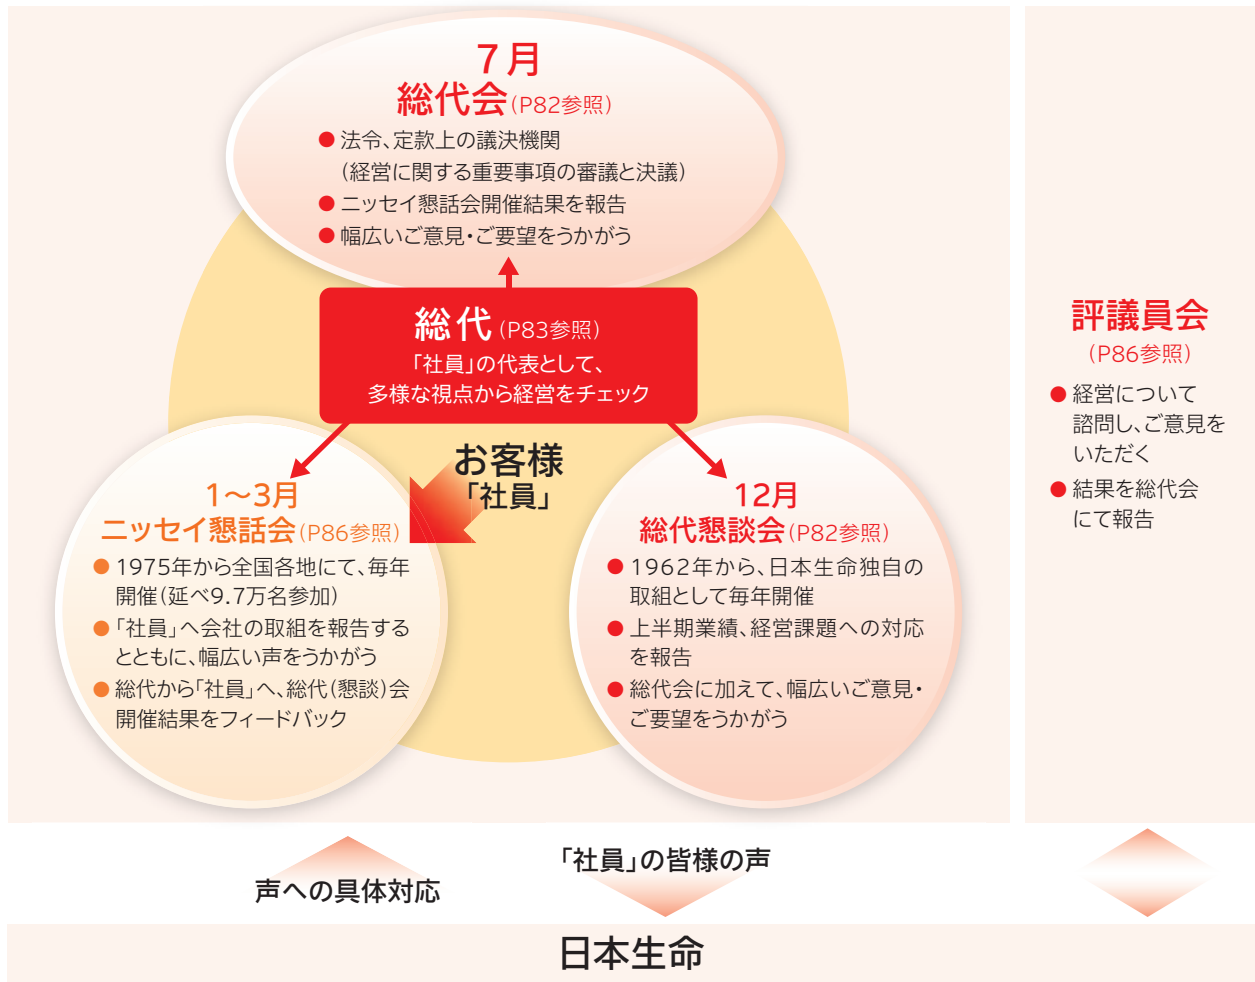 7月
総代会(P82参照)
● 法令、定款上の議決機関
(経営に関する重要事項の審議と決議)
● ニッセイ懇話会開催結果を報告
● 幅広いご意見・ご要望をうかがう
総代(P83参照)
「社員」の代表として、
多様な視点から経営をチェック
お客様
「社員」
1〜3月
ニッセイ懇話会(P86参照)
● 1975年から全国各地にて、毎年
開催(延べ9.7万名参加)
● 「社員」へ会社の取組を報告する
とともに、幅広い声をうかがう
● 総代から「社員」へ、総代(懇談)会
開催結果をフィードバック
12月
総代懇談会(P82参照)
● 1962年から、日本生命独自の
取組として毎年開催
● 上半期業績、経営課題への対応
を報告
● 総代会に加えて、幅広いご意見・
ご要望をうかがう
評議員会
(P86参照)
● 経営について
諮問し、ご意見を
いただく
● 結果を総代会
にて報告
声への具体対応
「社員」の皆様の声
日本生命